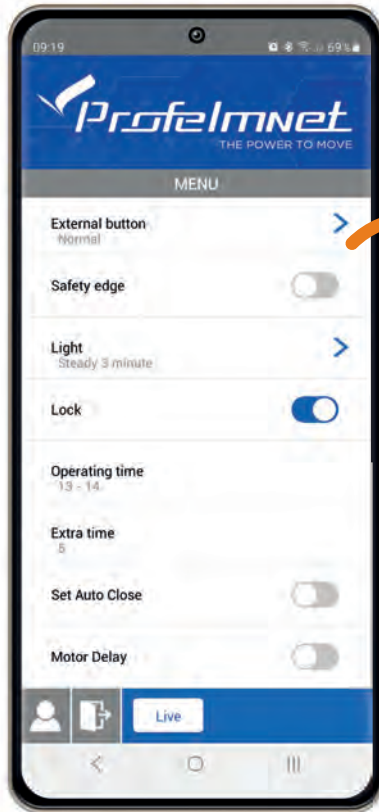 09:19
69%
Profelmnet
THE POWER TO MOVE
MENU
External button
Normal
Safety edge
Light
Steady 3 minute
Lock
Operating time
13 - 14
Extra time
5
Set Auto Close
Motor Delay
Live